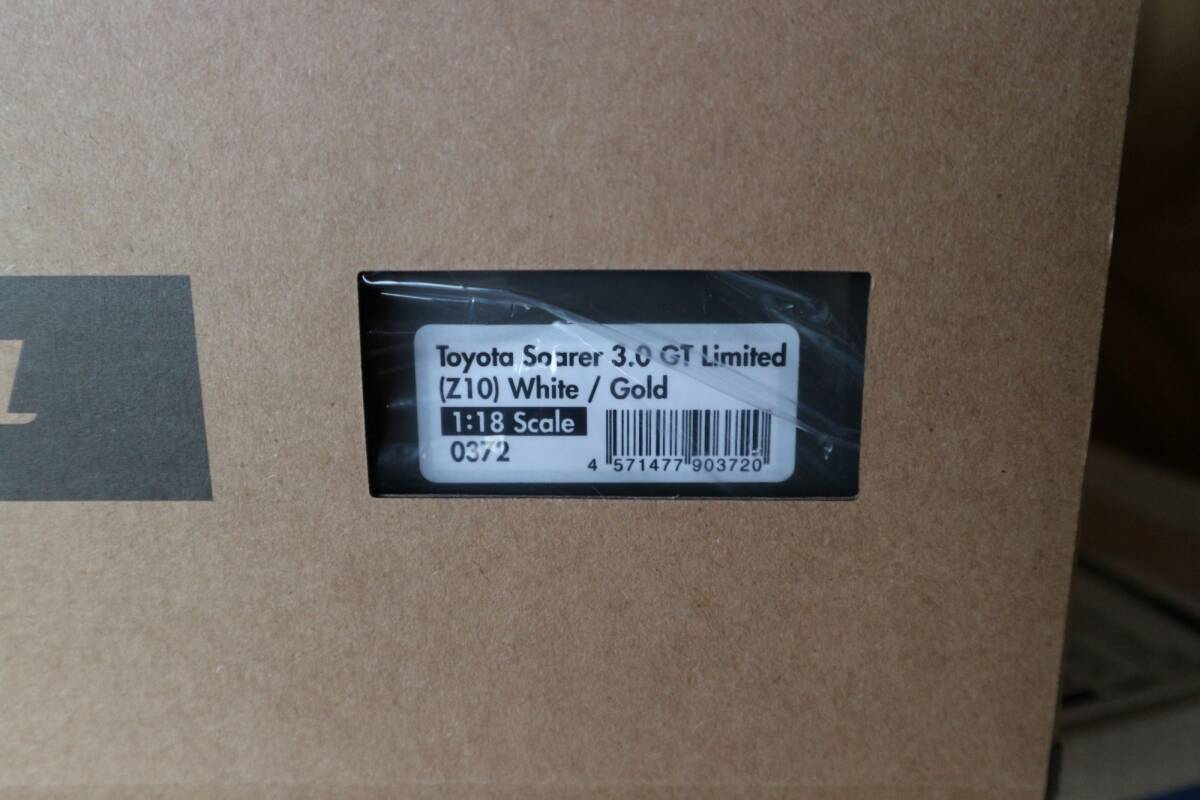 Toyota Soarer 3.0 GT Limited
(Z10) White / Gold
1:18 Scale
0372
4 571477 903720